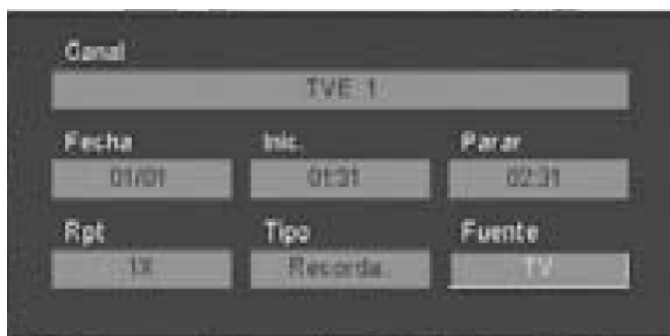 Canal
TVE 1
Fecha Inic. Parar
01/01 01:31 02:31
Rpt Tipo Fuente
1X Recorda. TV